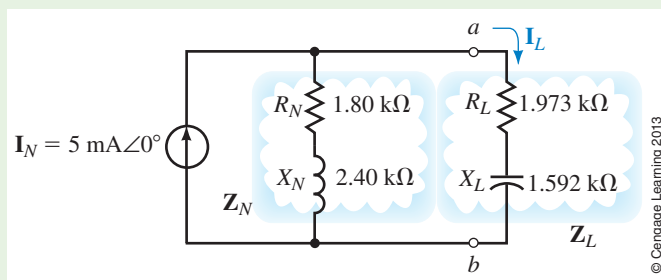 a
I_L
I_N = 5 mA∠0°
R_N
1.80 kΩ
R_L
1.973 kΩ
X_N
2.40 kΩ
X_L
1.592 kΩ
Z_N
Z_L
b
© Cengage Learning 2013